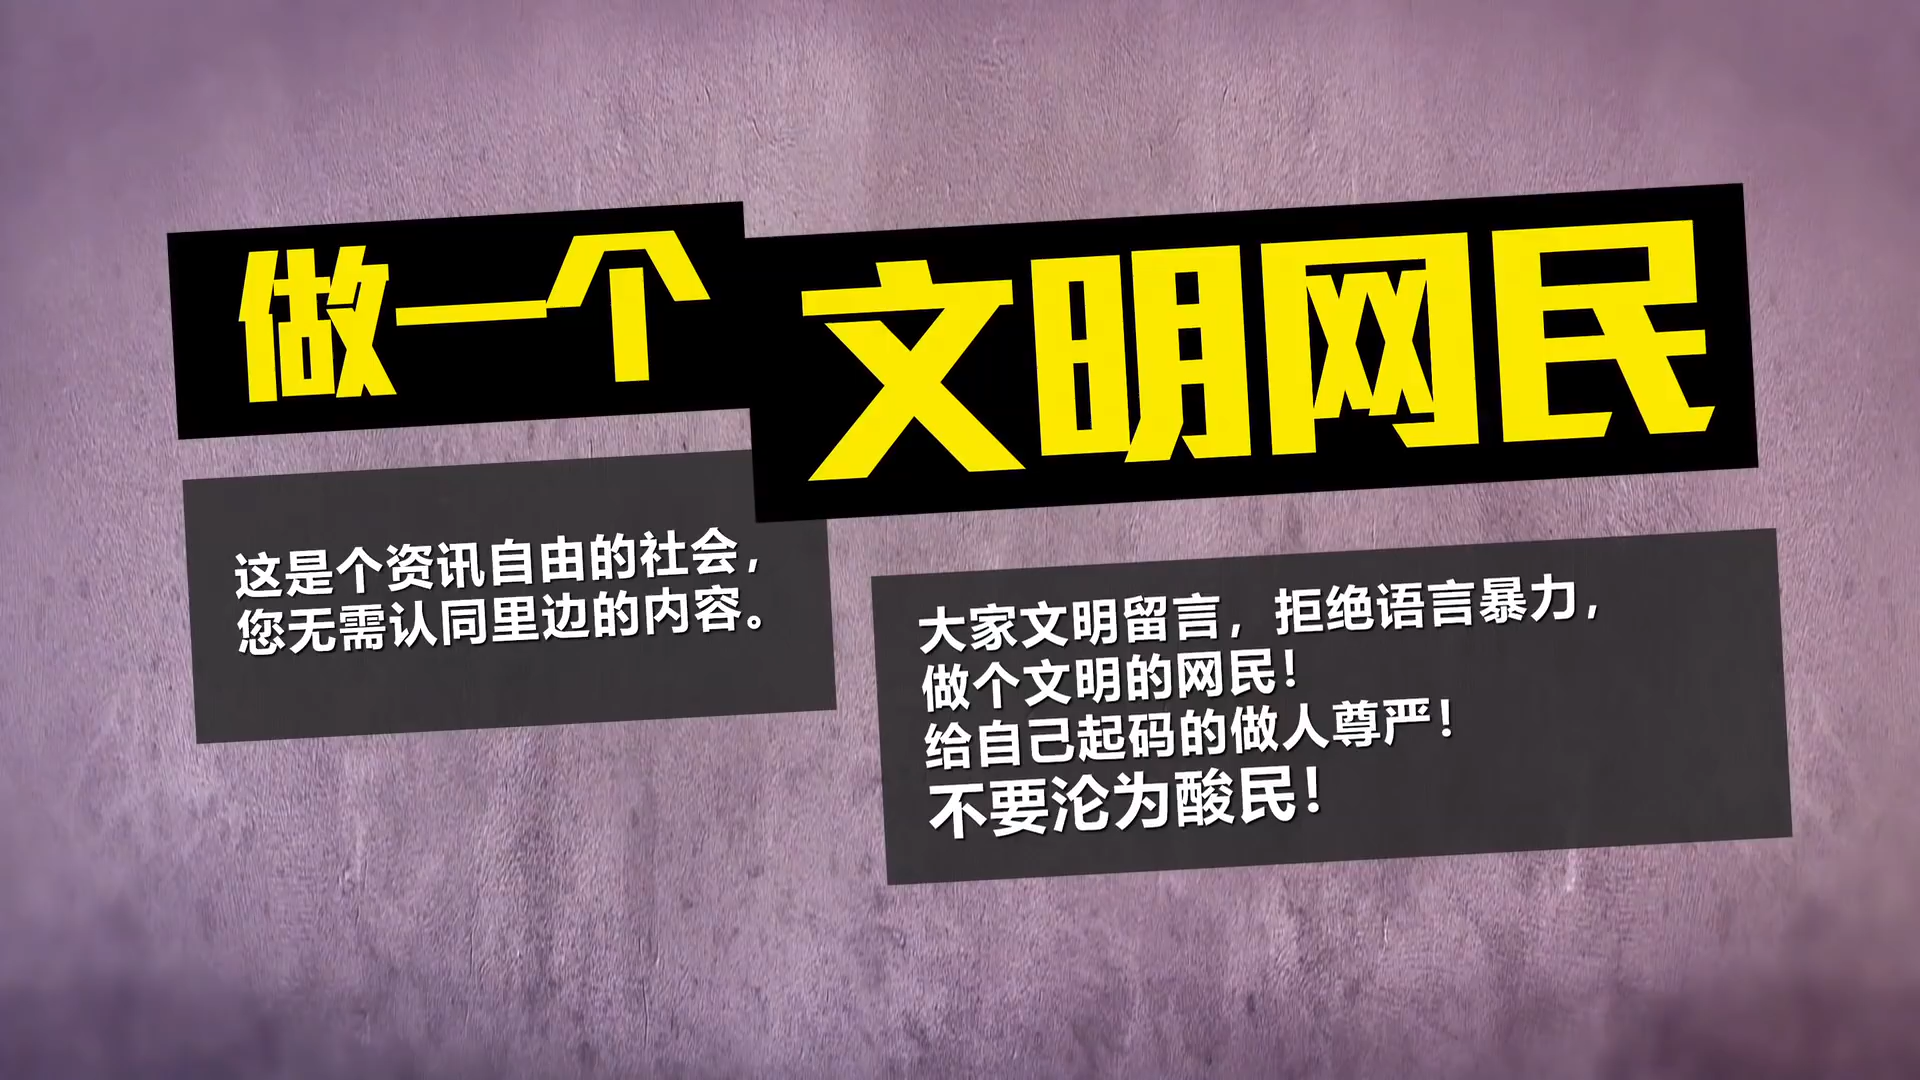 做一个
文明网民
这是个资讯自由的社会，
您无需认同里边的内容。
大家文明留言，拒绝语言暴力，
做个文明的网民！
给自己起码的做人尊严！
不要沦为酸民！